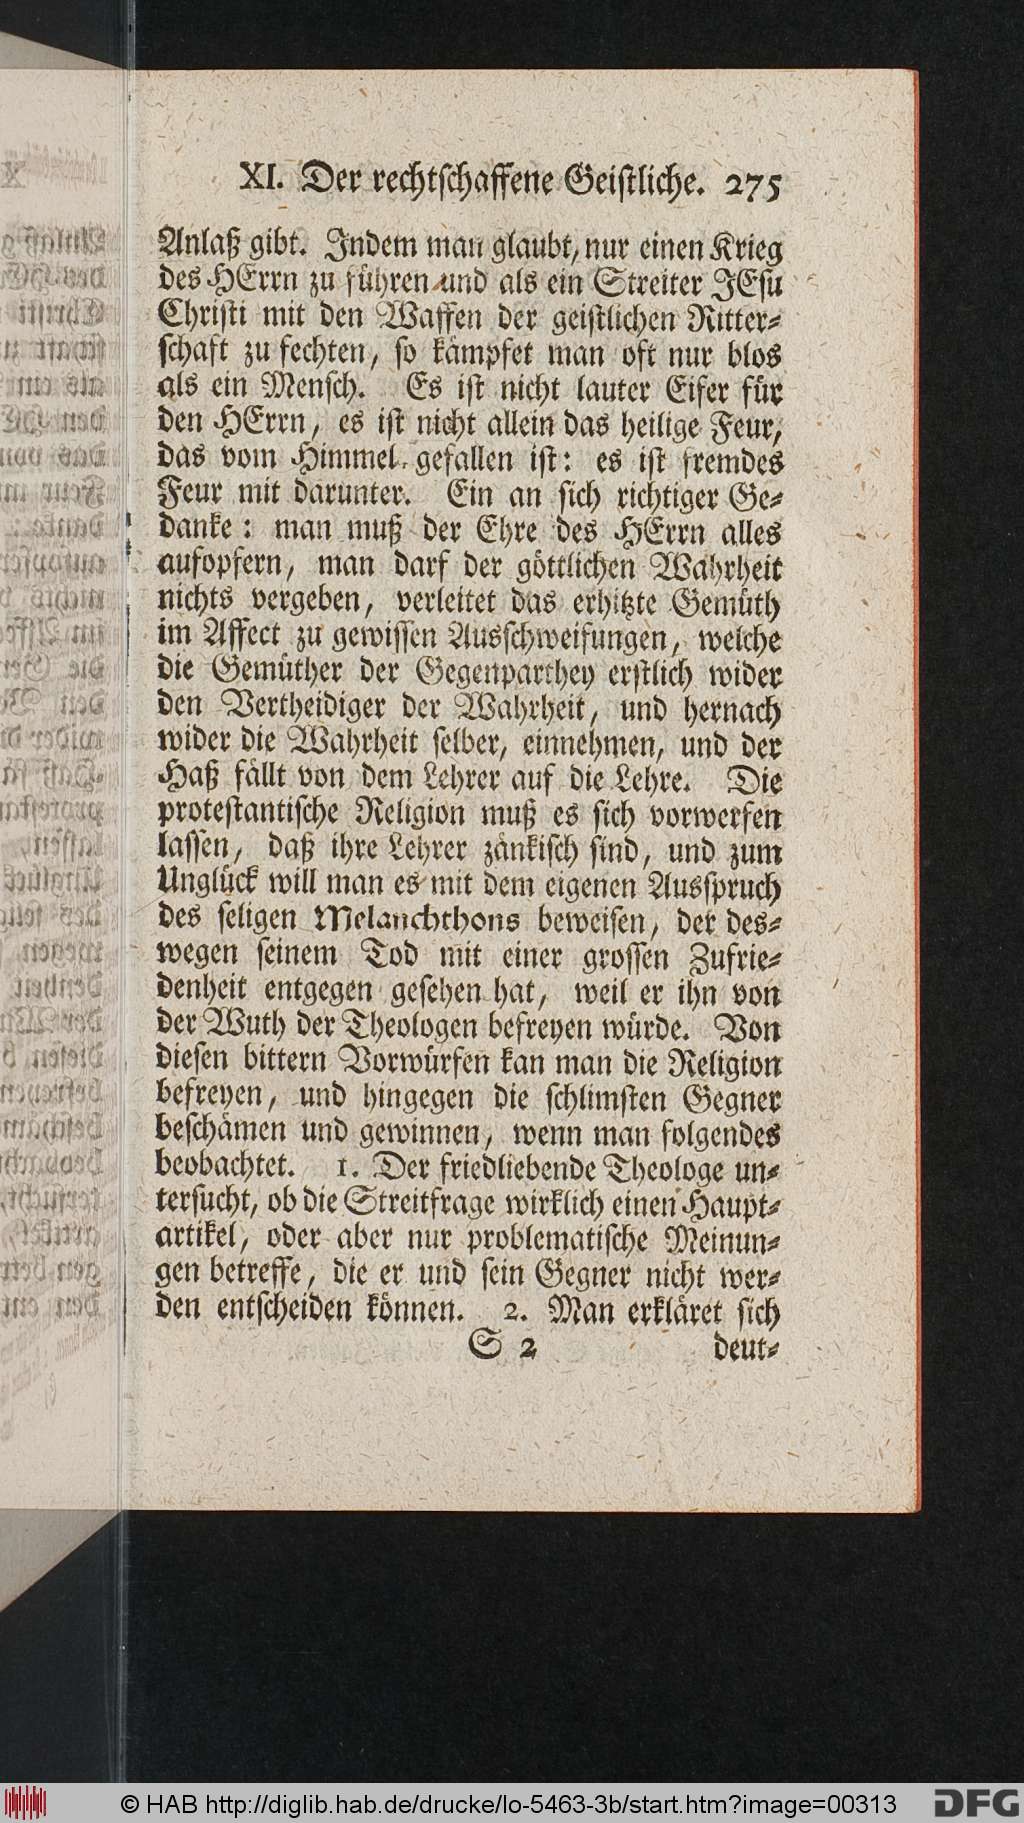 XI. Der rechtschaffene Geistliche. 275
Anlaß gibt. Indem man glaubt, nur einen Krieg
des HErrn zu führen und als ein Streiter JEsu
Christi mit den Waffen der geistlichen Ritter-
schaft zu fechten, so kämpfet man oft nur blos
als ein Mensch. Es ist nicht lauter Eifer für
den HErrn, es ist nicht allein das heilige Feur,
das vom Himmel gefallen ist: es ist fremdes
Feur mit darunter. Ein an sich richtiger Ge-
danke: man muß der Ehre des HErrn alles
aufopfern, man darf der göttlichen Wahrheit
nichts vergeben, verleitet das erhitzte Gemüth
im Affect zu gewissen Ausschweifungen, welche
die Gemüther der Gegenparthey erstlich wider
den Vertheidiger der Wahrheit, und hernach
wider die Wahrheit selber, einnehmen, und der
Haß fällt von dem Lehrer auf die Lehre. Die
protestantische Religion muß es sich vorwerfen
lassen, daß ihre Lehrer zänkisch sind, und zum
Unglück will man es mit dem eigenen Ausspruch
des seligen Melanchthons beweisen, der des-
wegen seinem Tod mit einer grossen Zufrie-
denheit entgegen gesehen hat, weil er ihn von
der Wuth der Theologen befreyen würde. Von
diesen bittern Vorwürfen kan man die Religion
befreyen, und hingegen die schlimsten Gegner
beschämen und gewinnen, wenn man folgendes
beobachtet. 1. Der friedliebende Theologe un-
tersucht, ob die Streitfrage wirklich einen Haupt-
artikel, oder aber nur problematische Meinun-
gen betreffe, die er und sein Gegner nicht wer-
den entscheiden können. 2. Man erkläret sich
S 2 deut-
© HAB http://diglib.hab.de/drucke/lo-5463-3b/start.htm?image=00313
DFG